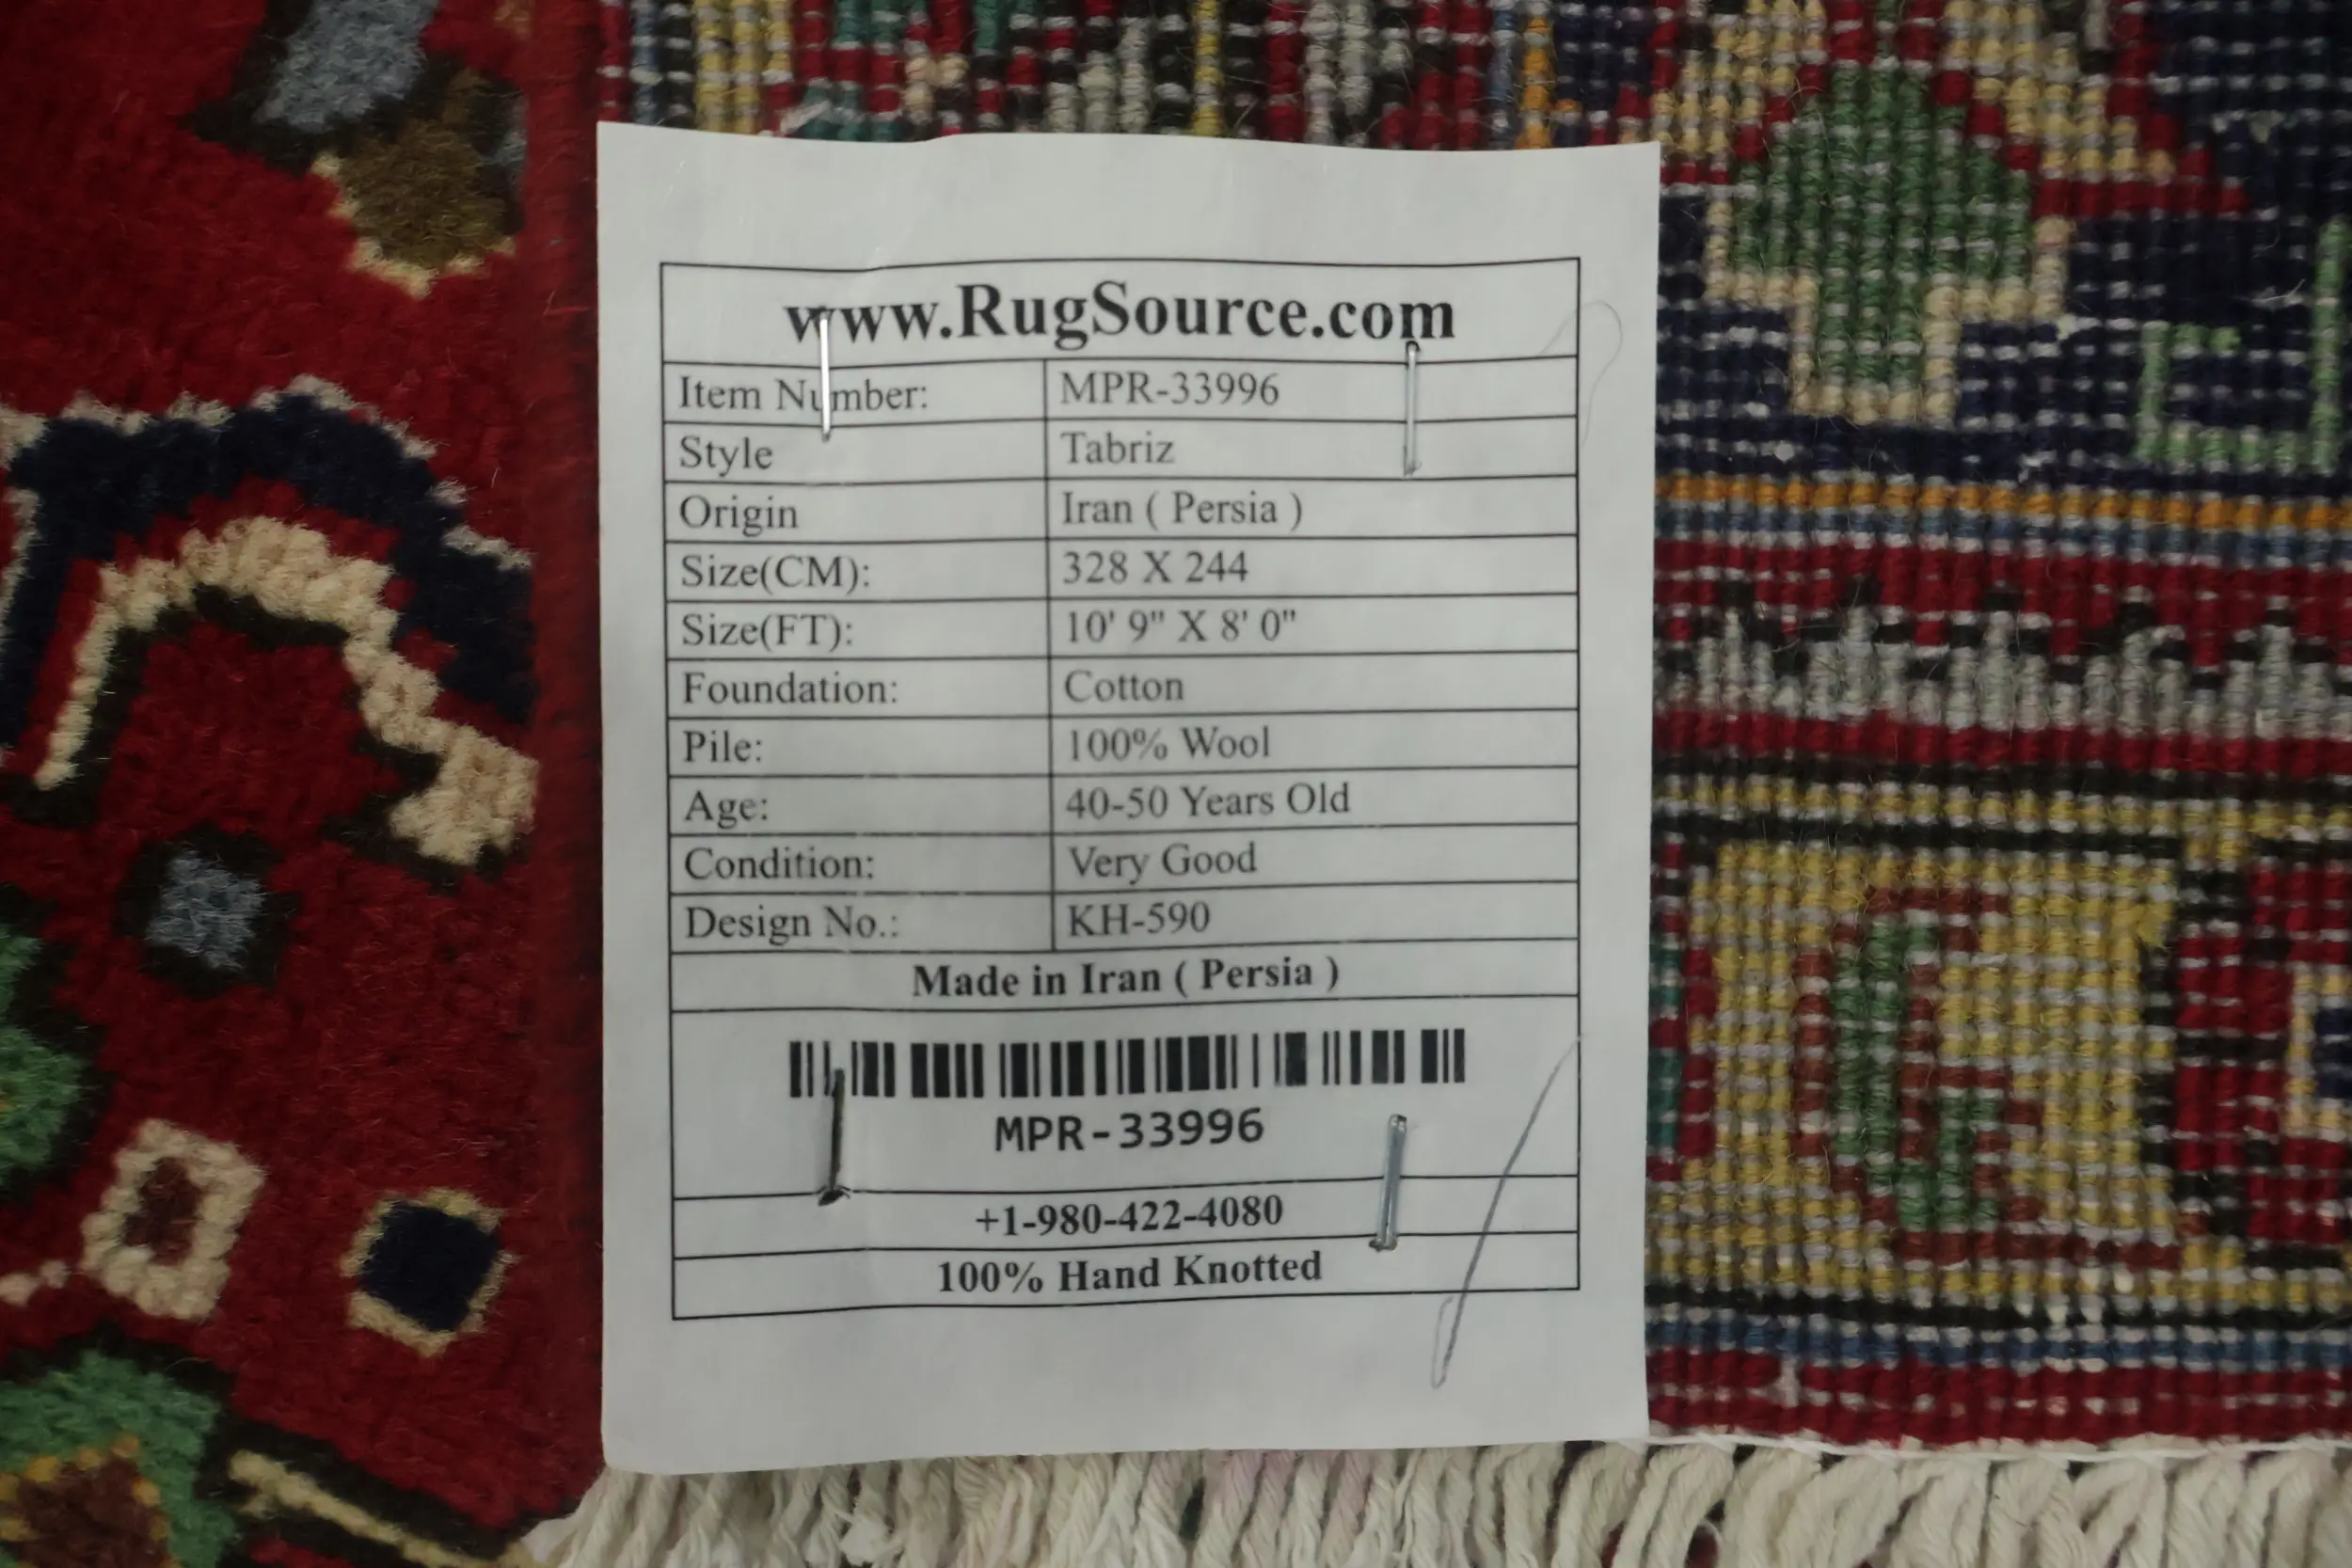 www.RugSource.com
Item Number: MPR-33996
Style Tabriz
Origin Iran ( Persia )
Size(CM): 328 X 244
Size(FT): 10' 9" X 8' 0"
Foundation: Cotton
Pile: 100% Wool
Age: 40-50 Years Old
Condition: Very Good
Design No.: KH-590
Made in Iran ( Persia )
MPR-33996
+1-980-422-4080
100% Hand Knotted